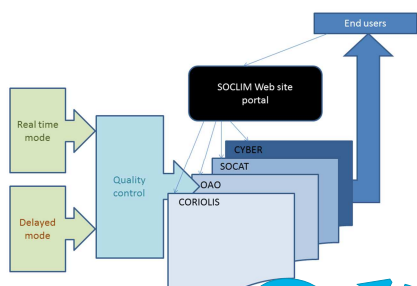 End users
SOCLIM Web site
portal
Real time
mode
CYBER
SOCAT
Quality
control
OAO
CORIOLIS
Delayed
mode